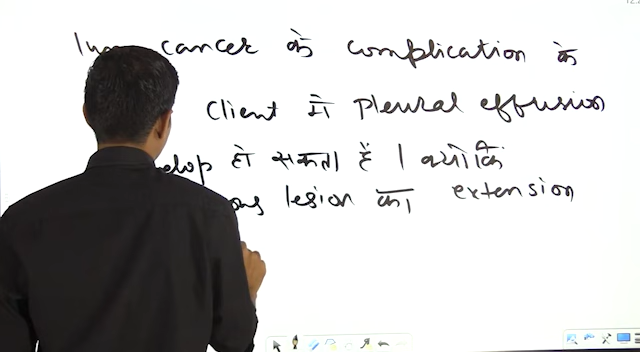 cancer के complication के
client में pleural effusion
हो सकता है । क्योंकि
lesion का extension